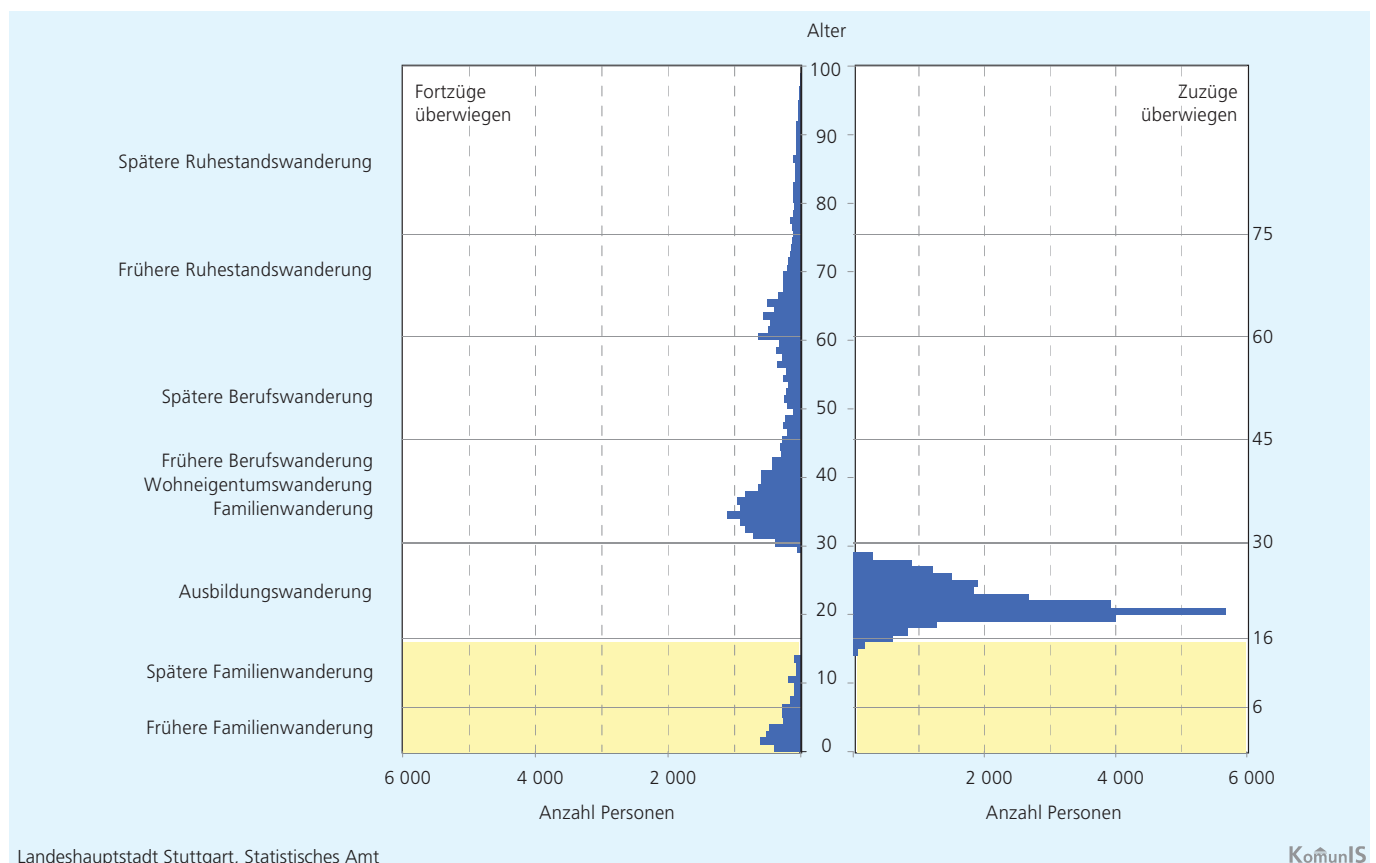 Alter
Fortzüge
überwiegen
Zuzüge
überwiegen
100
90
80
70
60
50
40
30
20
10
0
75
60
45
30
16
6
Spätere Ruhestandswanderung
Frühere Ruhestandswanderung
Spätere Berufswanderung
Frühere Berufswanderung
Wohneigentumswanderung
Familienwanderung
Ausbildungswanderung
Spätere Familienwanderung
Frühere Familienwanderung
6 000 4 000 2 000
2 000 4 000 6 000
Anzahl Personen
Anzahl Personen
Landeshauptstadt Stuttgart, Statistisches Amt
KomunIS